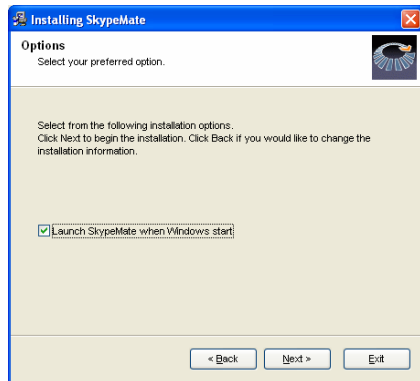 Installing SkypeMate
Options
Select your preferred option.
Select from the following installation options.
Click Next to begin the installation. Click Back if you would like to change the
installation information.
Launch SkypeMate when Windows start
< Back
Next >
Exit